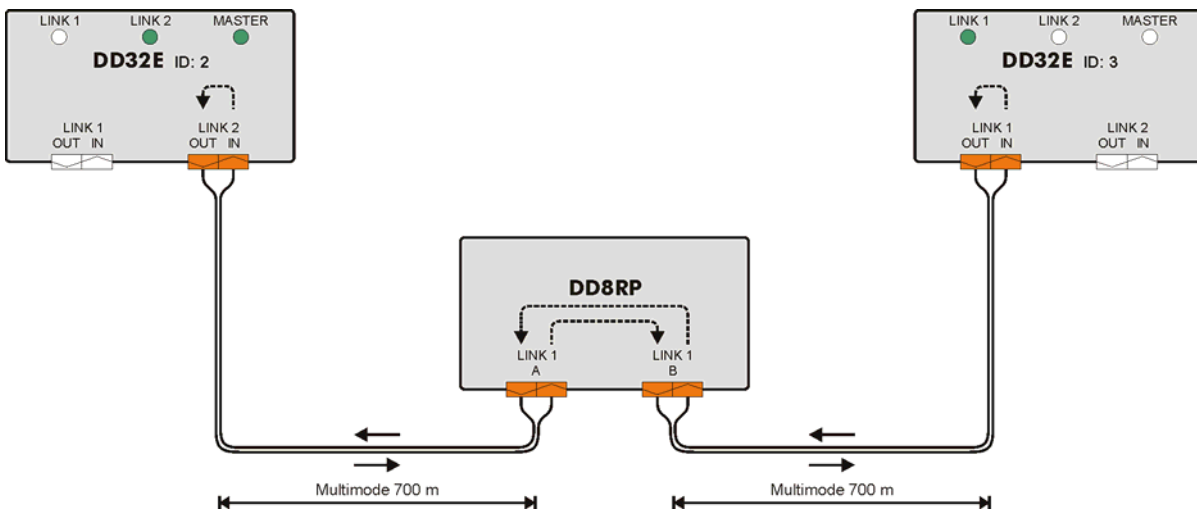 LINK 1 LINK 2 MASTER
DD32E ID: 2
LINK 1
OUT IN
LINK 2
OUT IN
LINK 1 LINK 2 MASTER
DD32E ID: 3
LINK 1
OUT IN
LINK 2
OUT IN
DD8RP
LINK 1
A
LINK 1
B
Multimode 700 m
Multimode 700 m